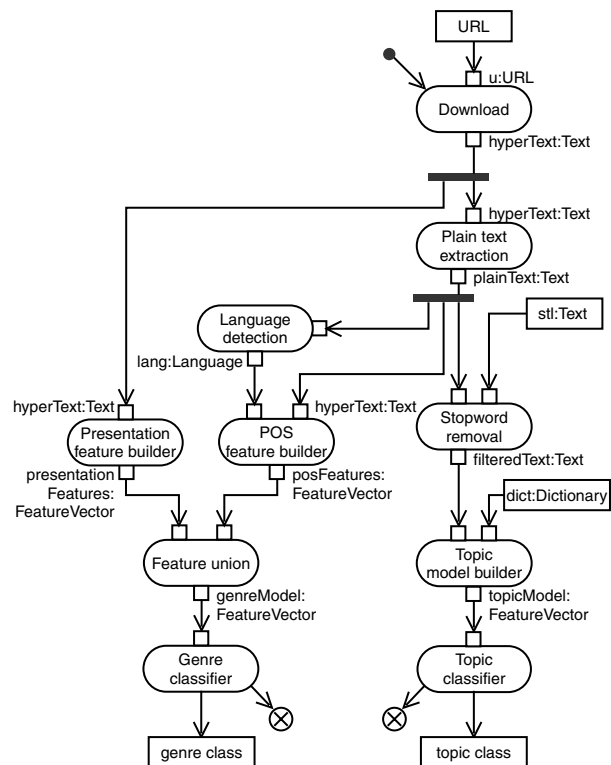 URL
u:URL
Download
hyperText:Text
hyperText:Text
Plain text
extraction
plainText:Text
stl:Text
Language
detection
lang:Language
hyperText:Text
Presentation
feature builder
hyperText:Text
POS
feature builder
Stopword
removal
presentation
Features:
FeatureVector
posFeatures:
FeatureVector
filteredText:Text
dict:Dictionary
Feature union
Topic
model builder
genreModel:
FeatureVector
topicModel:
FeatureVector
Genre
classifier
Topic
classifier
genre class
topic class